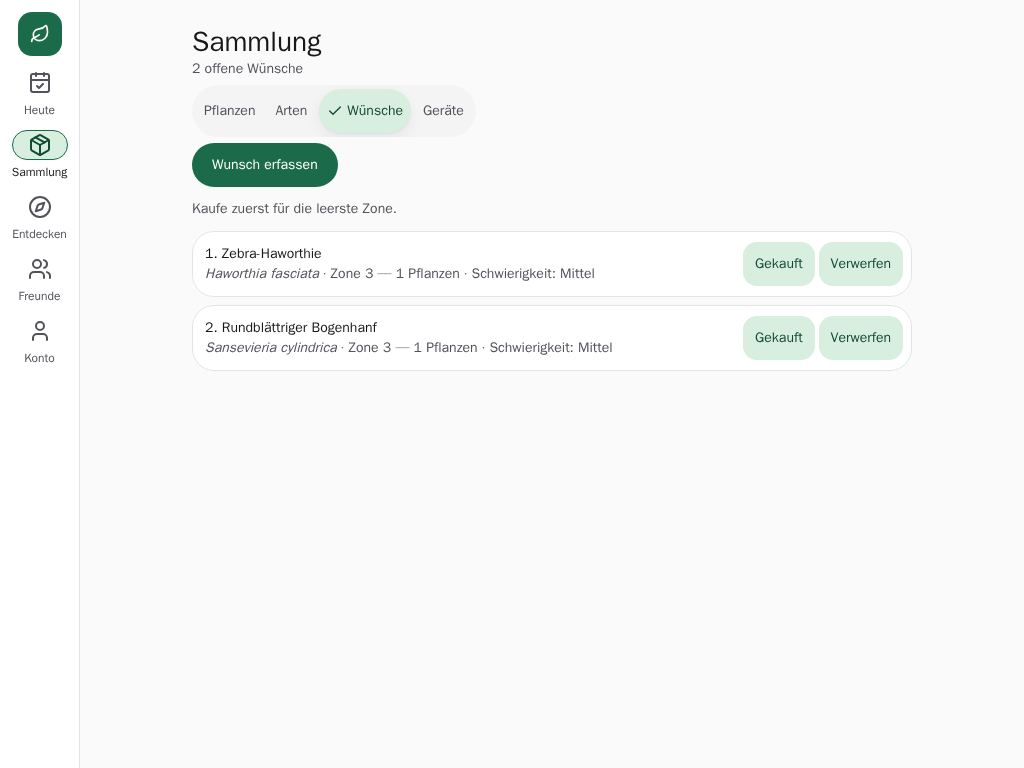 Heute
Sammlung
Entdecken
Freunde
Konto
Sammlung
2 offene Wünsche
Pflanzen
Arten
Wünsche
Geräte
Wunsch erfassen
Kaufe zuerst für die leerste Zone.
1. Zebra-Haworthie
Haworthia fasciata · Zone 3 — 1 Pflanzen · Schwierigkeit: Mittel
Gekauft
Verwerfen
2. Rundblättriger Bogenhanf
Sansevieria cylindrica · Zone 3 — 1 Pflanzen · Schwierigkeit: Mittel
Gekauft
Verwerfen